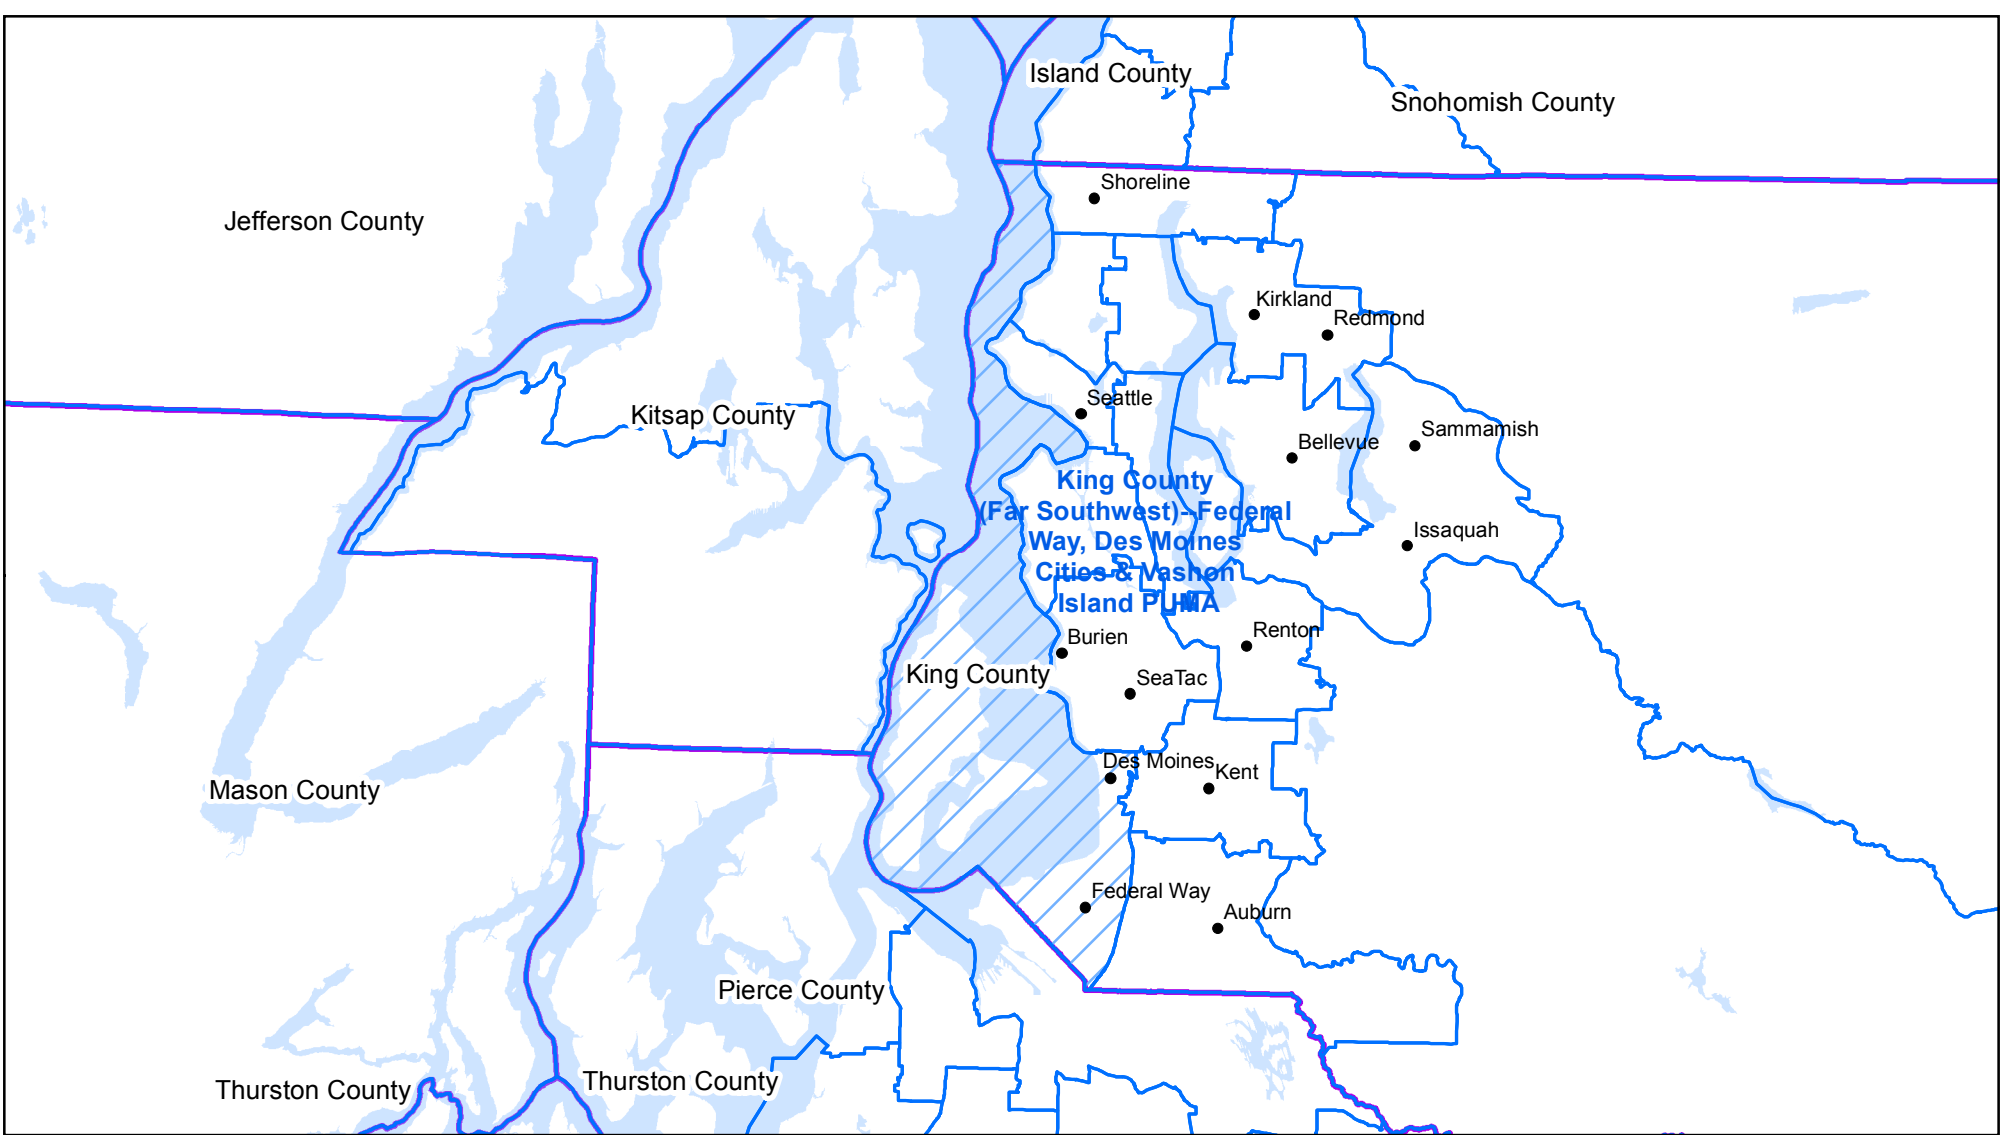 Island County
Snohomish County
Shoreline
Jefferson County
Kirkland
Redmond
Seattle
Kitsap County
Sammamish
Bellevue
King County
(Far Southwest)--Federal
Way, Des Moines
Cities & Vashon
Island PUMA
Issaquah
Burien
Renton
King County
SeaTac
Des Moines
Kent
Mason County
Federal Way
Auburn
Pierce County
Thurston County
Thurston County